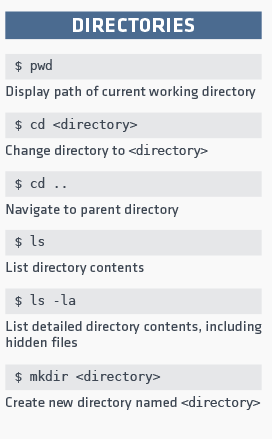 DIRECTORIES
$ pwd
Display path of current working directory
$ cd <directory>
Change directory to <directory>
$ cd ..
Navigate to parent directory
$ ls
List directory contents
$ ls -la
List detailed directory contents, including
hidden files
$ mkdir <directory>
Create new directory named <directory>